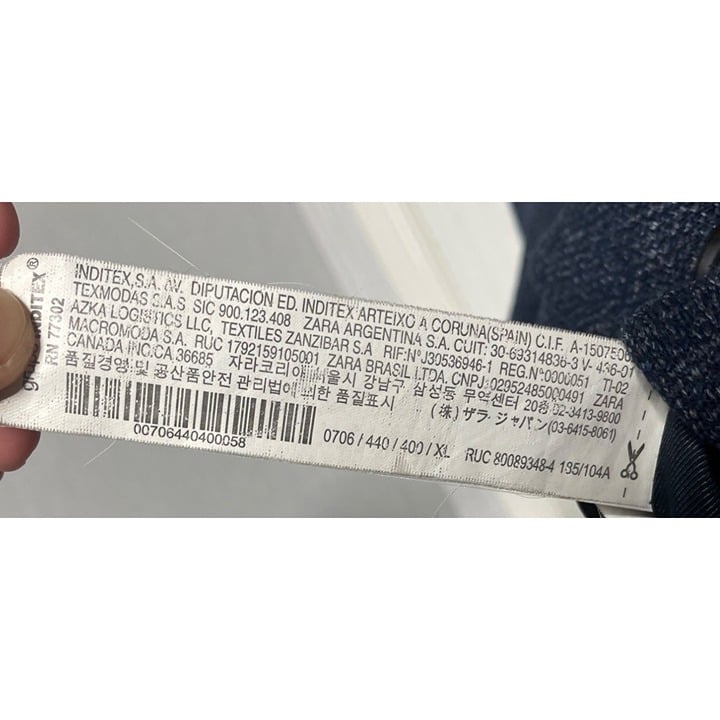 grupo INDITEX®
RN 77302
INDITEX,S.A. AV. DIPUTACION ED. INDITEX ARTEIXO A CORUNA(SPAIN) C.I.F. A-1507506
TEXMODAS S.A.S SIC 900.123.408 ZARA ARGENTINA S.A. CUIT: 30-69314836-3 V- 436-01
AZKA LOGISTICS LLC, TEXTILES ZANZIBAR S.A RIF:N°J30536946-1 REG.N°0000051 TI-02
MACROMODA S.A. RUC 1792159105001 ZARA BRASIL LTDA. CNPJ:02952485000491 ZARA
CANADA INC.CA 36685 자라코리아 서울시 강남구 삼성동 무역센터 20층 02-3413-9800
품질경영 및 공산품안전 관리법에 의한 품질표시 (株)ザラ・ジャパン(03-6415-8061)
00706440400058 0706 / 440 / 400 / XL RUC 80089348-4 135/104A